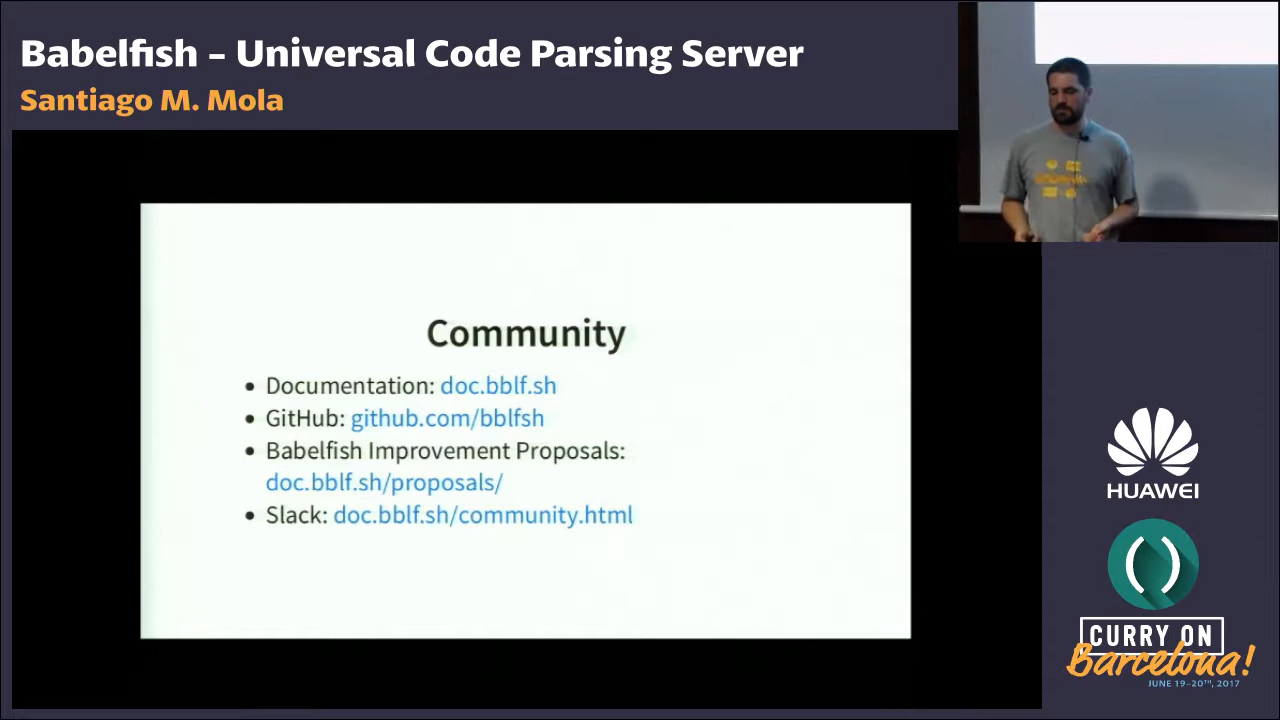 Babelfish – Universal Code Parsing Server
Santiago M. Mola
Community
• Documentation: doc.bblf.sh
• GitHub: github.com/bblfsh
• Babelfish Improvement Proposals:
doc.bblf.sh/proposals/
• Slack: doc.bblf.sh/community.html
HUAWEI
CURRY ON
Barcelona!
JUNE 19-20TH, 2017